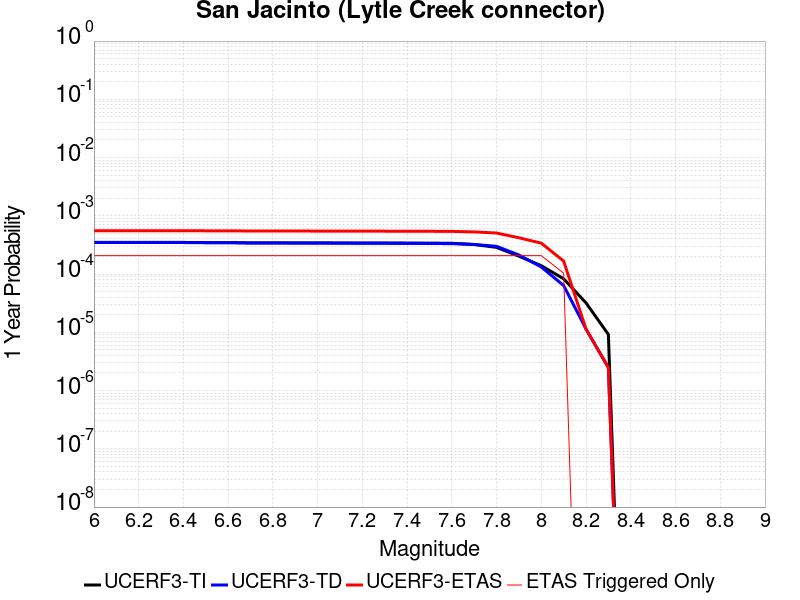 San Jacinto (Lytle Creek connector)
10^0
10^-1
10^-2
10^-3
10^-4
10^-5
10^-6
10^-7
10^-8
1 Year Probability
6 6.2 6.4 6.6 6.8 7 7.2 7.4 7.6 7.8 8 8.2 8.4 8.6 8.8 9
Magnitude
UCERF3-TI UCERF3-TD UCERF3-ETAS ETAS Triggered Only